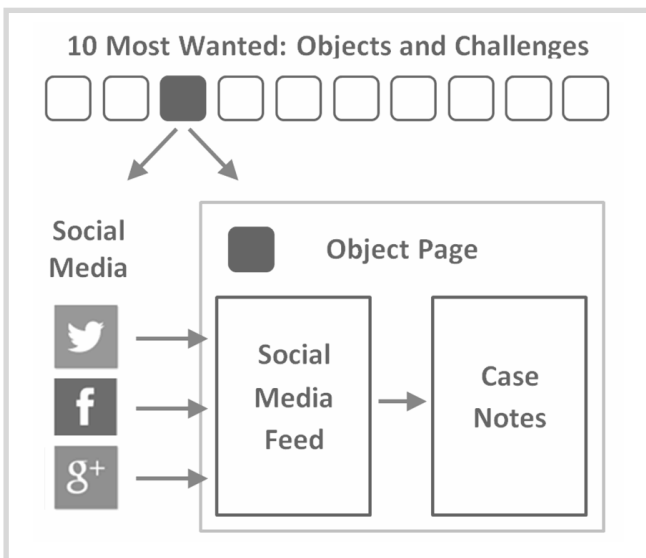 10 Most Wanted: Objects and Challenges
Social
Media
Object Page
f
g+
Social
Media
Feed
Case
Notes